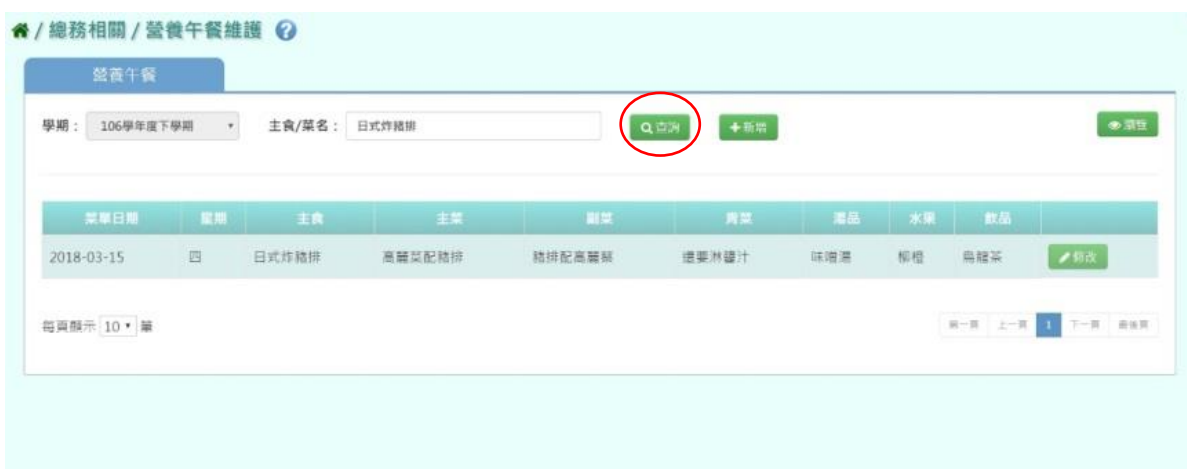 / 總務相關 / 營養午餐維護 ?
營養午餐
學期： 106學年度下學期 主食/菜名： 日式炸豬排 查詢 +新增 瀏覽
菜單日期 星期 主食 主菜 副菜 青菜 湯品 水果 飲品
2018-03-15 四 日式炸豬排 高麗菜配豬排 豬排配高麗菜 還要淋醬汁 味噌湯 柳橙 烏龍茶 修改
每頁顯示 10 筆 第一頁 上一頁 1 下一頁 最後頁